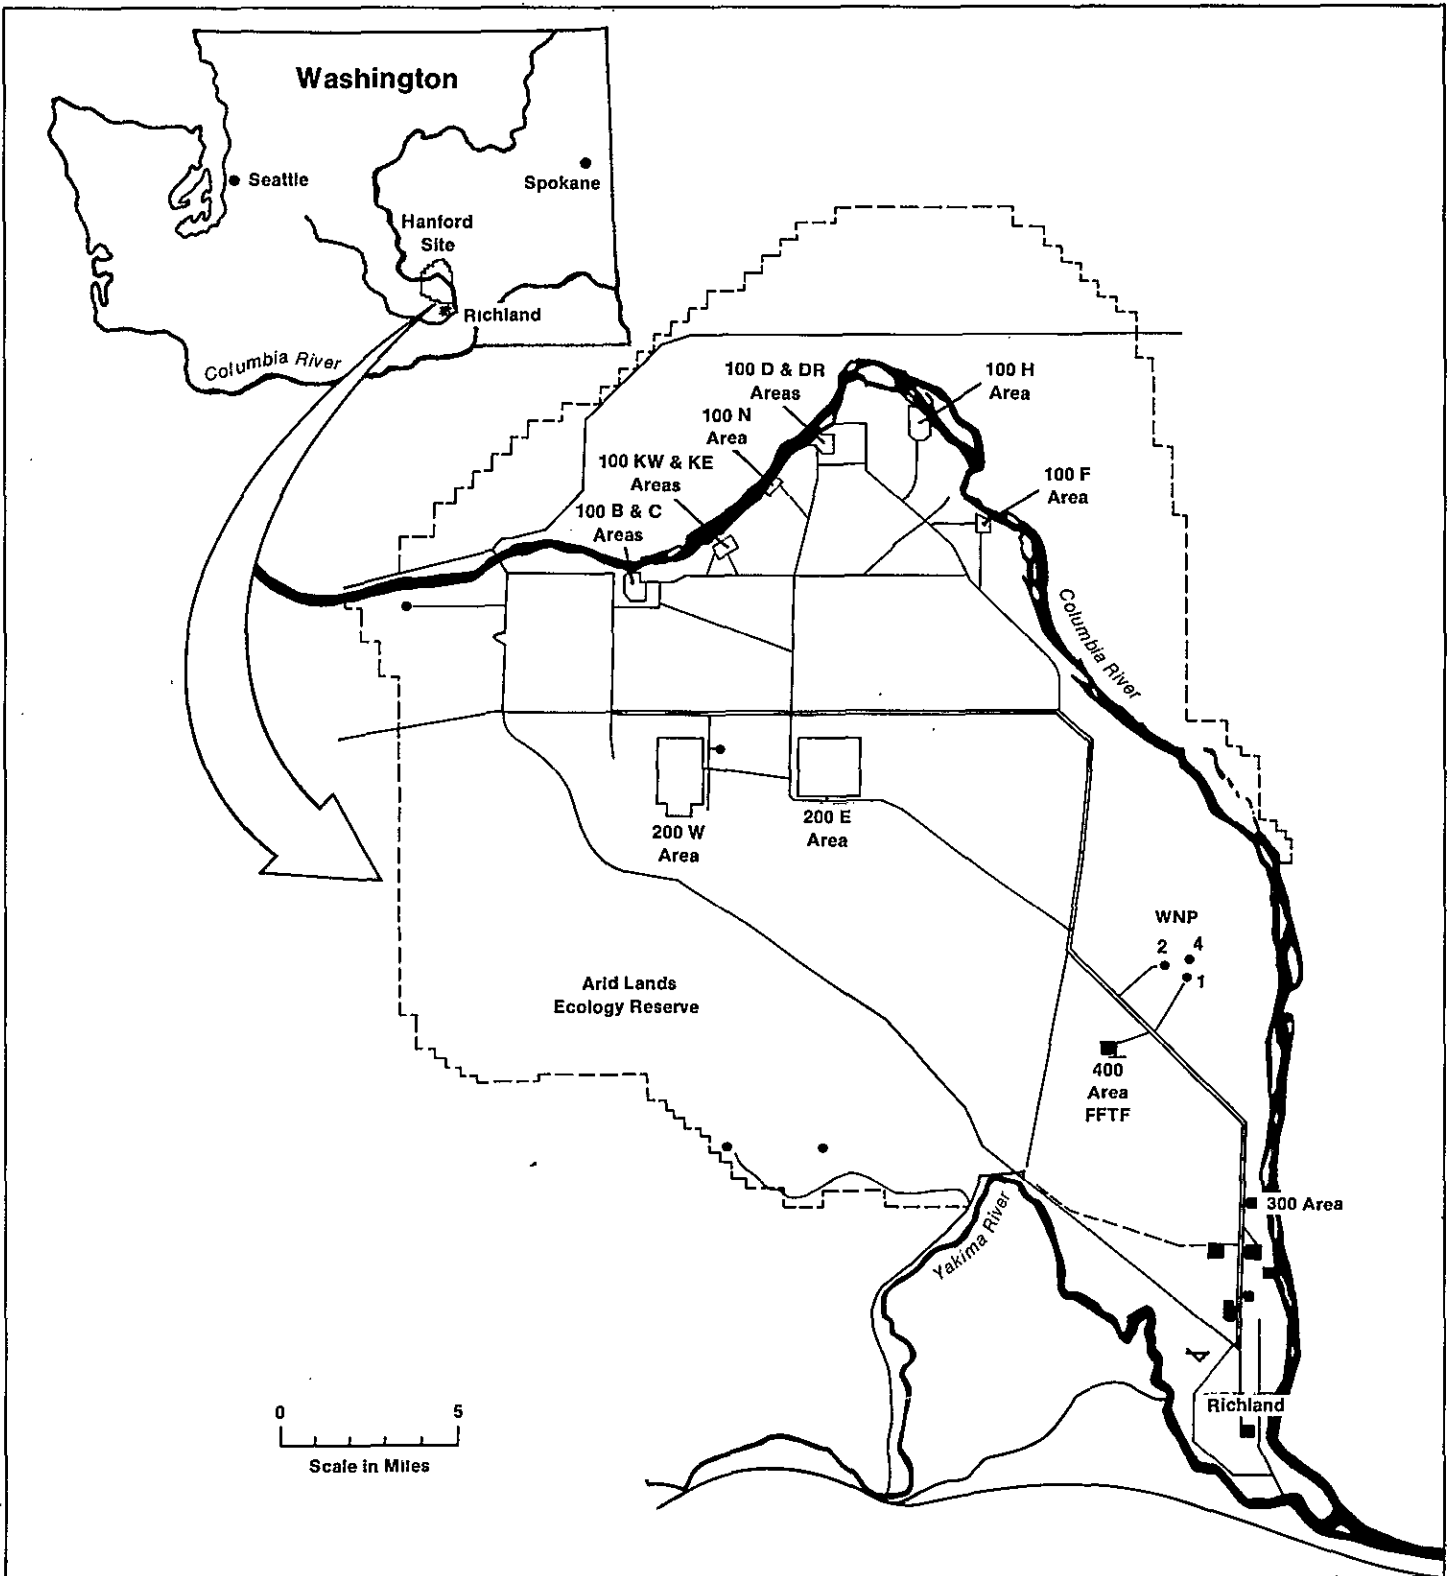 Washington
Seattle
Spokane
Hanford
Site
Richland
Columbia River
100 D & DR
Areas
100 H
Area
100 N
Area
100 KW & KE
Areas
100 F
Area
100 B & C
Areas
Columbia River
200 W
Area
200 E
Area
WNP
2 4
1
Arid Lands
Ecology Reserve
400
Area
FFTF
300 Area
Yakima River
Richland
0 5
Scale in Miles